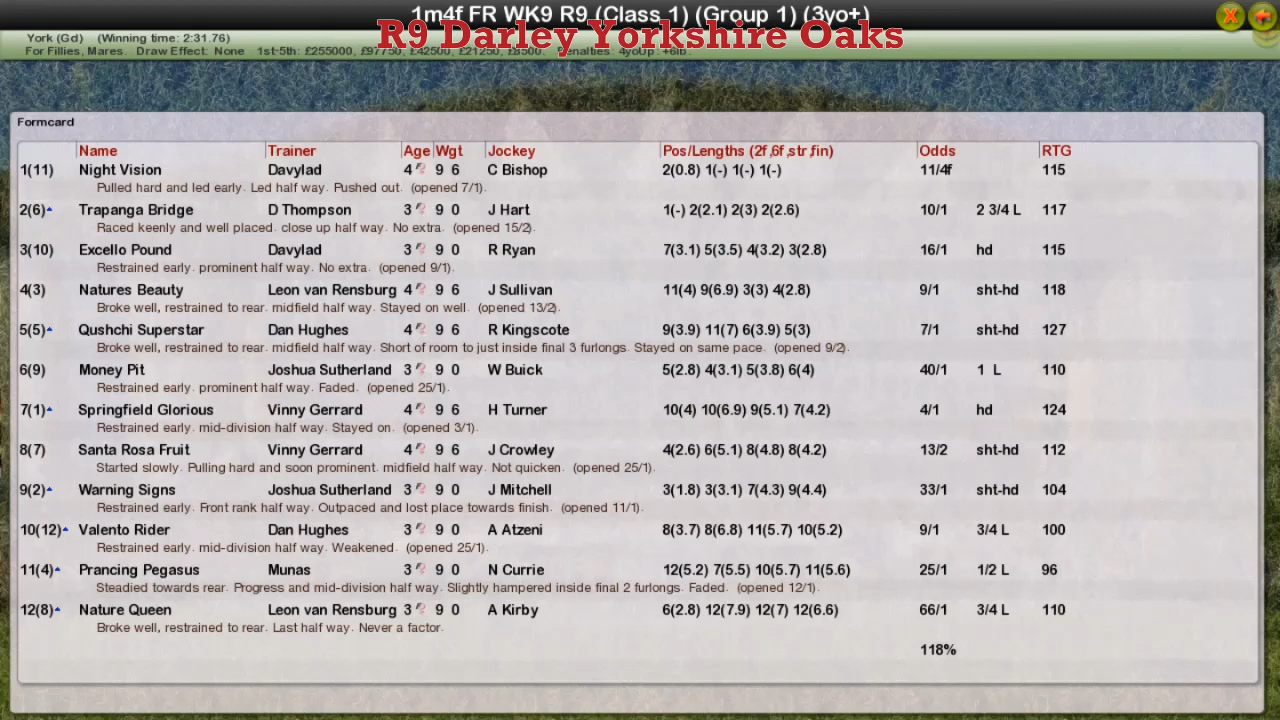 1m4f FR WK9 R9 (Class 1) (Group 1) (3yo+)
R9 Darley Yorkshire Oaks
York (Gd) (Winning time: 2:31.76)
For Fillies, Mares. Draw Effect: None 1st-5th: £255000, £97750, £42500, £21250, £8500. Penalties: 4yoUp: +6lb.
Formcard
Name Trainer Age Wgt Jockey Pos/Lengths (2f,6f,str,fin) Odds RTG
1(11) Night Vision Davylad 4 9 6 C Bishop 2(0.8) 1(-) 1(-) 1(-) 11/4f 115
Pulled hard and led early. Led half way. Pushed out. (opened 7/1).
2(6) Trapanga Bridge D Thompson 3 9 0 J Hart 1(-) 2(2.1) 2(3) 2(2.6) 10/1 2 3/4 L 117
Raced keenly and well placed. close up half way. No extra. (opened 15/2).
3(10) Excello Pound Davylad 3 9 0 R Ryan 7(3.1) 5(3.5) 4(3.2) 3(2.8) 16/1 hd 115
Restrained early. prominent half way. No extra. (opened 9/1).
4(3) Natures Beauty Leon van Rensburg 4 9 6 J Sullivan 11(4) 9(6.9) 3(3) 4(2.8) 9/1 sht-hd 118
Broke well, restrained to rear. midfield half way. Stayed on well. (opened 13/2).
5(5) Qushchi Superstar Dan Hughes 4 9 6 R Kingscote 9(3.9) 11(7) 6(3.9) 5(3) 7/1 sht-hd 127
Broke well, restrained to rear. midfield half way. Short of room to just inside final 3 furlongs. Stayed on same pace. (opened 9/2).
6(9) Money Pit Joshua Sutherland 3 9 0 W Buick 5(2.8) 4(3.1) 5(3.8) 6(4) 40/1 1 L 110
Restrained early. prominent half way. Faded. (opened 25/1).
7(1) Springfield Glorious Vinny Gerrard 4 9 6 H Turner 10(4) 10(6.9) 9(5.1) 7(4.2) 4/1 hd 124
Restrained early. mid-division half way. Stayed on. (opened 3/1).
8(7) Santa Rosa Fruit Vinny Gerrard 4 9 6 J Crowley 4(2.6) 6(5.1) 8(4.8) 8(4.2) 13/2 sht-hd 112
Started slowly. Pulling hard and soon prominent. midfield half way. Not quicken. (opened 25/1).
9(2) Warning Signs Joshua Sutherland 3 9 0 J Mitchell 3(1.8) 3(3.1) 7(4.3) 9(4.4) 33/1 sht-hd 104
Restrained early. Front rank half way. Outpaced and lost place towards finish. (opened 11/1).
10(12) Valento Rider Dan Hughes 3 9 0 A Atzeni 8(3.7) 8(6.8) 11(5.7) 10(5.2) 9/1 3/4 L 100
Restrained early. mid-division half way. Weakened. (opened 25/1).
11(4) Prancing Pegasus Munas 3 9 0 N Currie 12(5.2) 7(5.5) 10(5.7) 11(5.6) 25/1 1/2 L 96
Steadied towards rear. Progress and mid-division half way. Slightly hampered inside final 2 furlongs. Faded. (opened 12/1).
12(8) Nature Queen Leon van Rensburg 3 9 0 A Kirby 6(2.8) 12(7.9) 12(7) 12(6.6) 66/1 3/4 L 110
Broke well, restrained to rear. Last half way. Never a factor.
118%